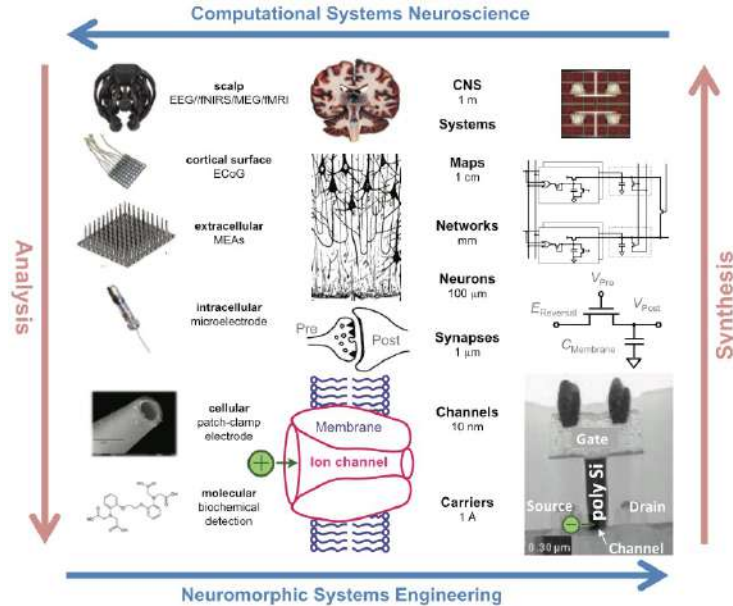 Computational Systems Neuroscience
Analysis
Synthesis
scalp
EEG//fNIRS/MEG/fMRI
CNS
1 m
Systems
cortical surface
ECoG
Maps
1 cm
extracellular
MEAs
Networks
mm
Neurons
100 µm
intracellular
microelectrode
Pre
Post
Synapses
1 µm
V_Pre
E_Reversal
V_Post
C_Membrane
cellular
patch-clamp
electrode
Membrane
Ion channel
+
Channels
10 nm
molecular
biochemical
detection
Carriers
1 A
Gate
poly Si
Source
Drain
−
0.30 µm
Channel
Neuromorphic Systems Engineering